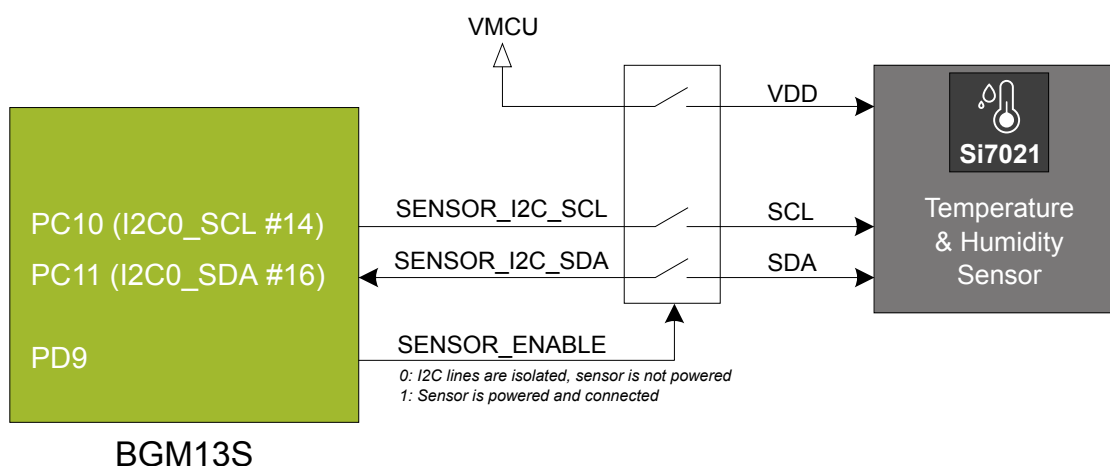 VMCU
VDD
Si7021
PC10 (I2C0_SCL #14)
SENSOR_I2C_SCL
SCL
Temperature
& Humidity
Sensor
PC11 (I2C0_SDA #16)
SENSOR_I2C_SDA
SDA
PD9
SENSOR_ENABLE
0: I2C lines are isolated, sensor is not powered
1: Sensor is powered and connected
BGM13S